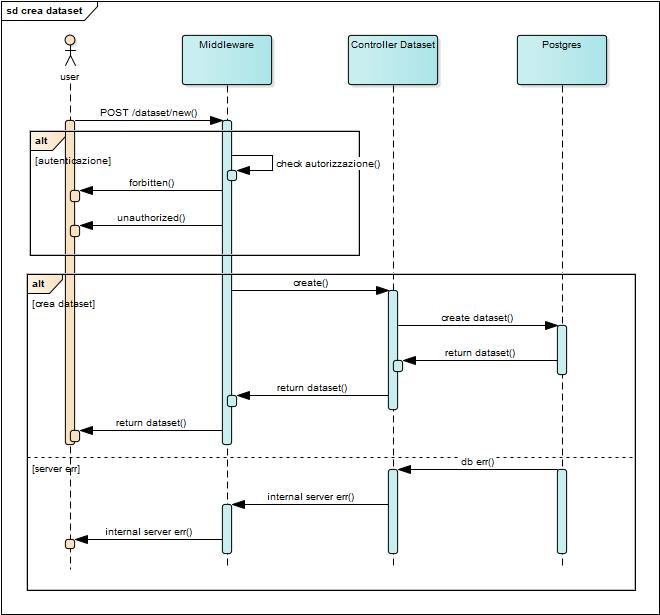 sd crea dataset
user
Middleware
Controller Dataset
Postgres
POST /dataset/new()
alt
[autenticazione]
check autorizzazione()
forbitten()
unauthorized()
alt
create()
[crea dataset]
create dataset()
return dataset()
return dataset()
return dataset()
[server err]
db err()
internal server err()
internal server err()